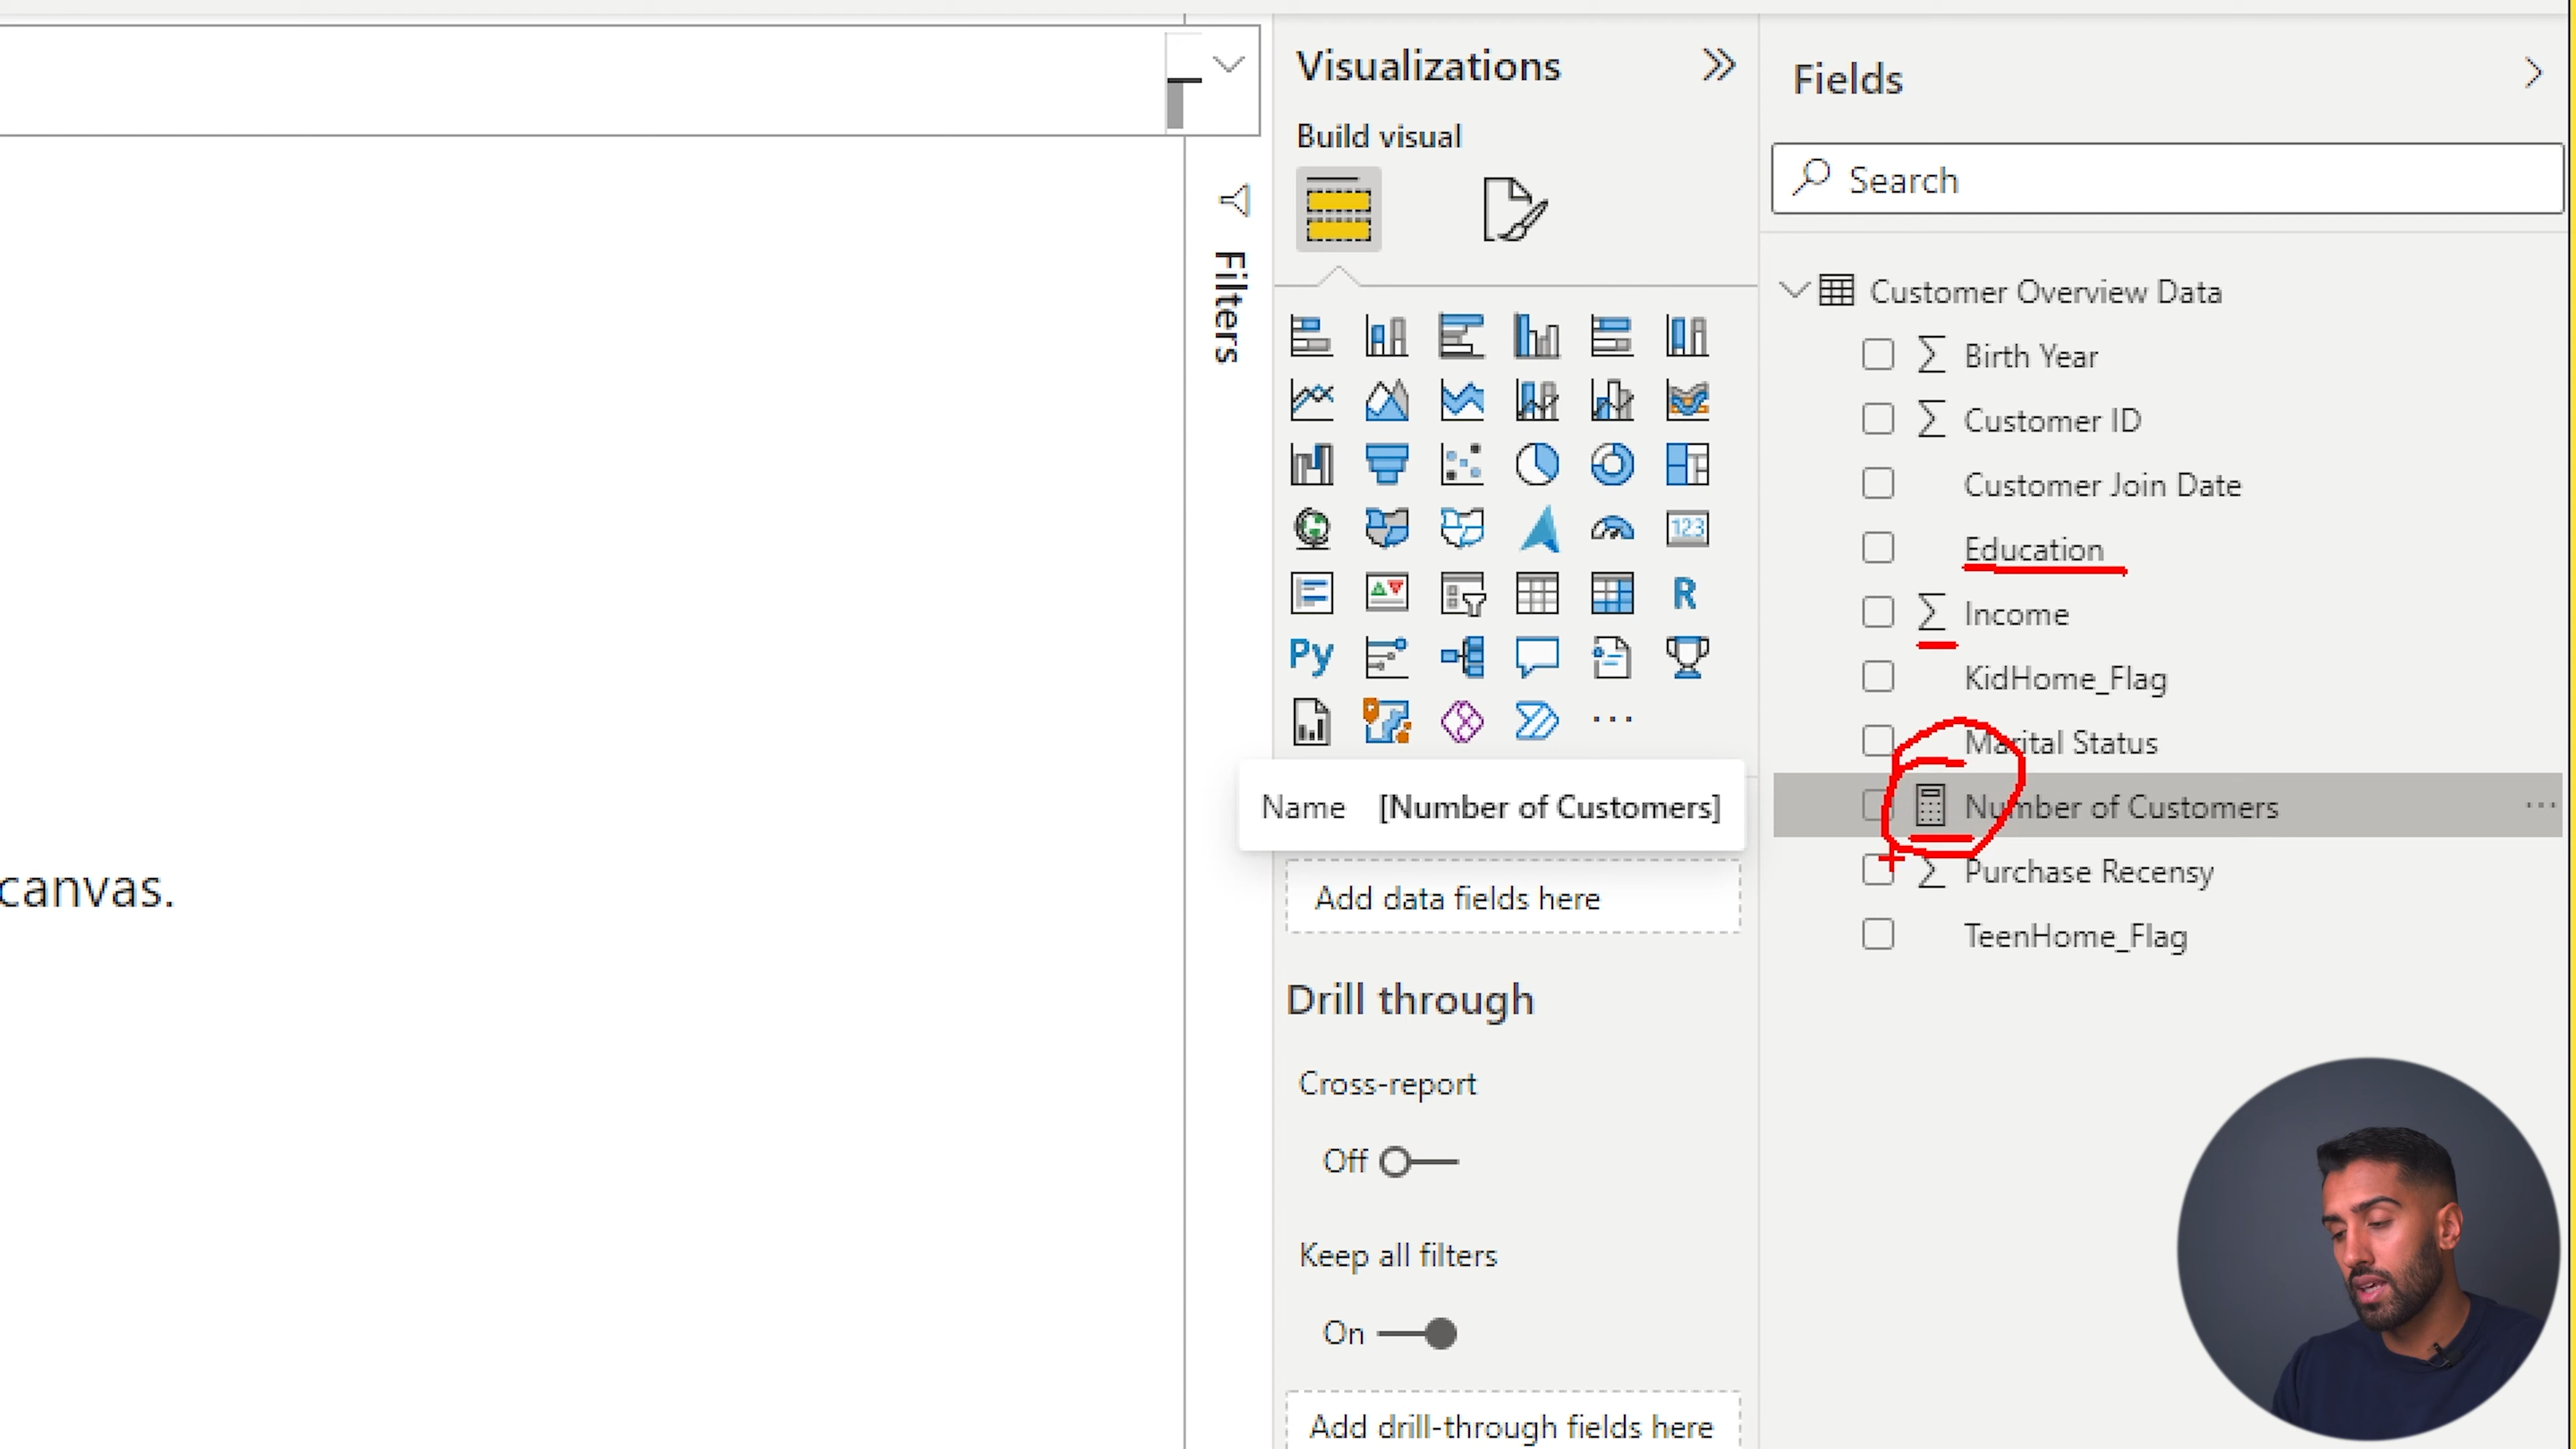 canvas.
Filters
Visualizations
Build visual
123
R
Py
Name [Number of Customers]
Add data fields here
Drill through
Cross-report
Off
Keep all filters
On
Add drill-through fields here
Fields
Search
Customer Overview Data
Birth Year
Customer ID
Customer Join Date
Education
Income
KidHome_Flag
Marital Status
Number of Customers
Purchase Recensy
TeenHome_Flag